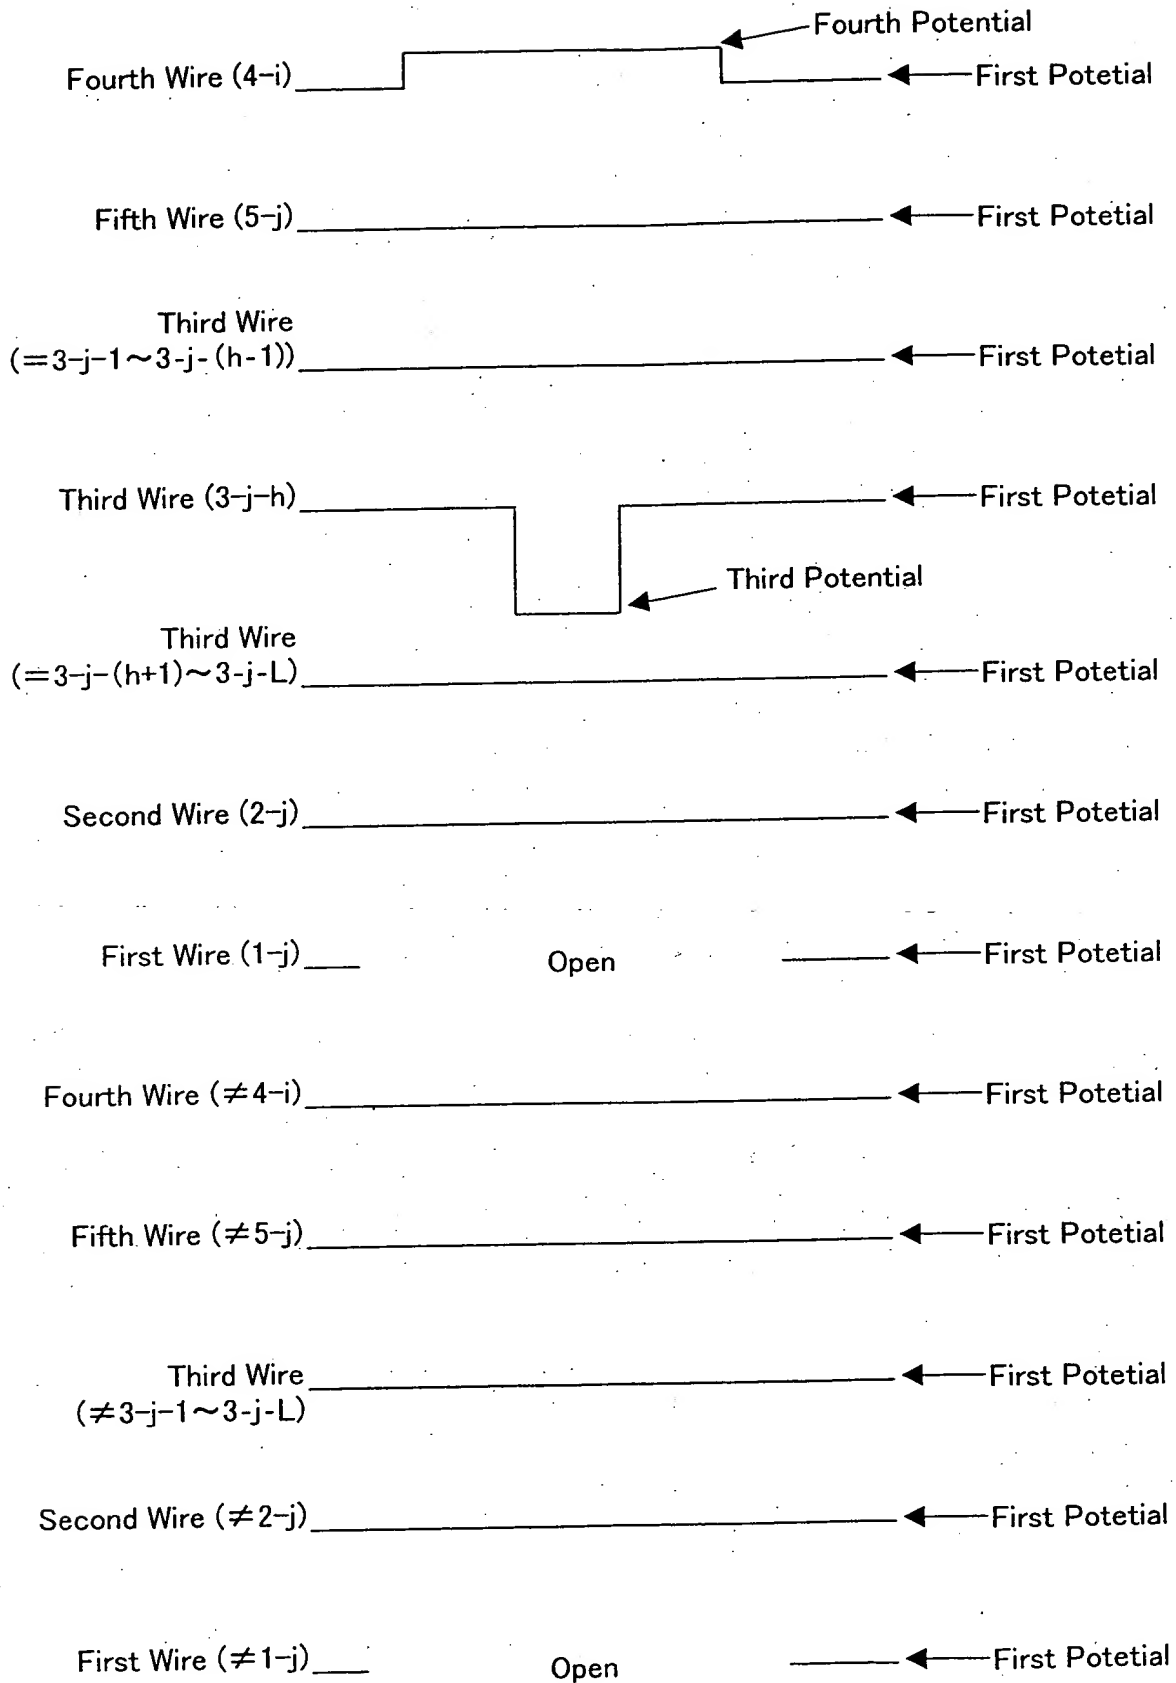 Fourth Potential
Fourth Wire (4-i) First Potetial
Fifth Wire (5-j) First Potetial
Third Wire
(=3-j-1~3-j-(h-1)) First Potetial
Third Wire (3-j-h) First Potetial
Third Potential
Third Wire
(=3-j-(h+1)~3-j-L) First Potetial
Second Wire (2-j) First Potetial
First Wire (1-j) Open First Potetial
Fourth Wire (≠4-i) First Potetial
Fifth Wire (≠5-j) First Potetial
Third Wire First Potetial
(≠3-j-1~3-j-L)
Second Wire (≠2-j) First Potetial
First Wire (≠1-j) Open First Potetial